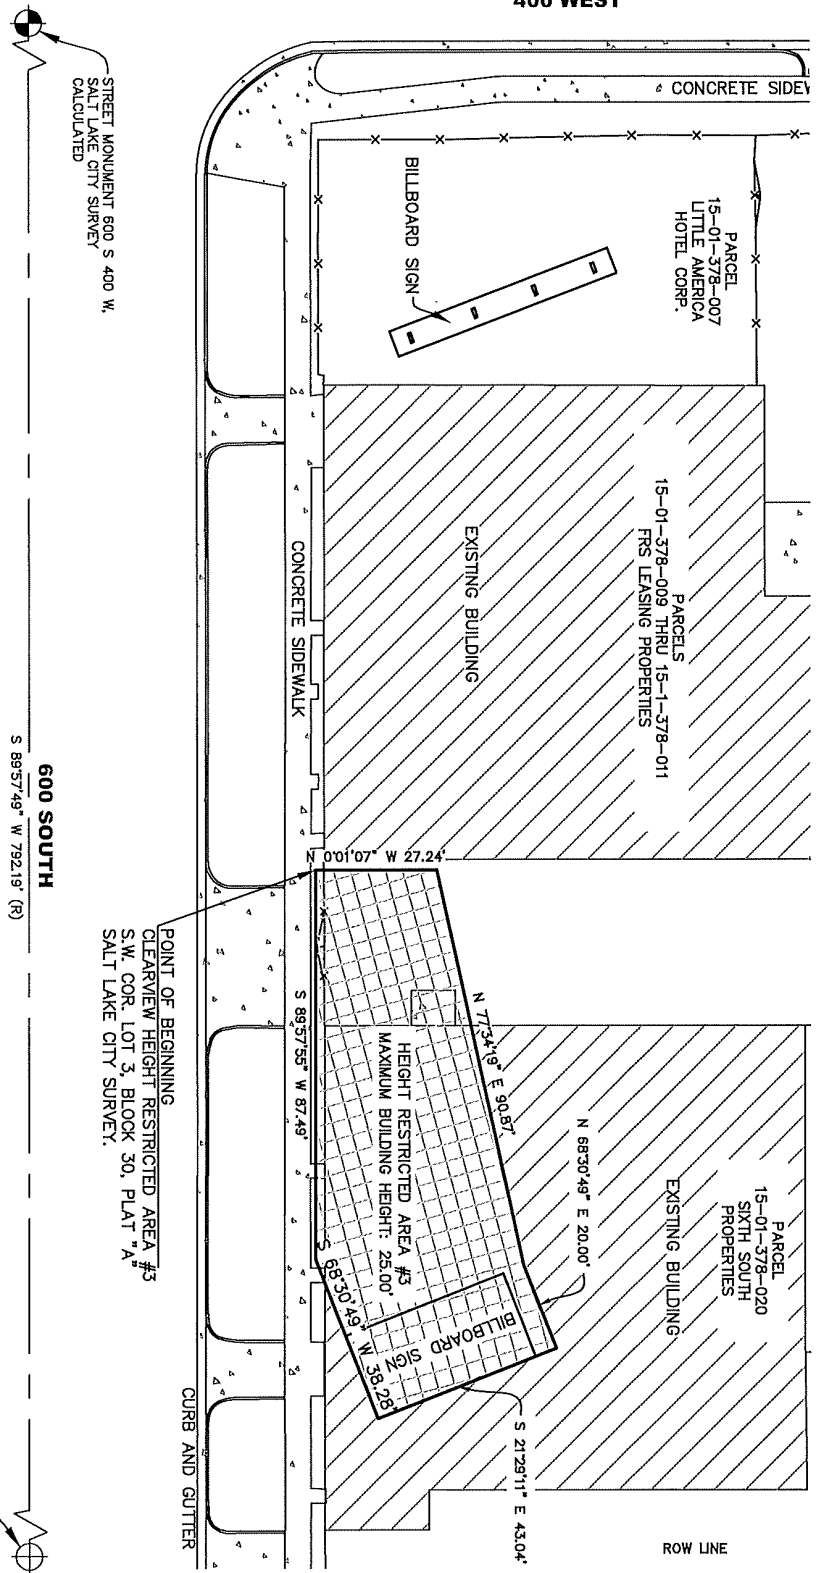 400 WEST
STREET MONUMENT 600 S 400 W,
SALT LAKE CITY SURVEY
CALCULATED
CONCRETE SIDEW
BILLBOARD SIGN
PARCEL
15-01-378-007
LITTLE AMERICA
HOTEL CORP.
PARCELS
15-01-378-009 THRU 15-1-378-011
FRS LEASING PROPERTIES
EXISTING BUILDING
CONCRETE SIDEWALK
600 SOUTH
S 89°57'49" W 792.19' (R)
N 0°01'07" W 27.24'
POINT OF BEGINNING
CLEARVIEW HEIGHT RESTRICTED AREA #3
S.W. COR. LOT 3, BLOCK 30, PLAT "A"
SALT LAKE CITY SURVEY.
S 89°57'55" W 87.49'
N 77°34'19" E 90.87'
HEIGHT RESTRICTED AREA #3
MAXIMUM BUILDING HEIGHT: 25.00'
N 68°30'49" E 20.00'
PARCEL
15-01-378-020
SIXTH SOUTH
PROPERTIES
EXISTING BUILDING
S 68°30'49" W 38.28'
BILLBOARD SIGN
S 21°29'11" E 43.04'
CURB AND GUTTER
ROW LINE